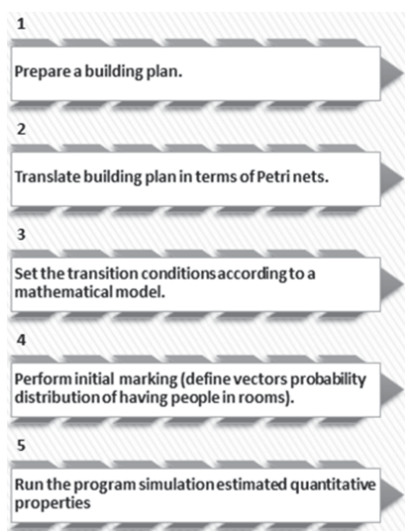 1
Prepare a building plan.
2
Translate building plan in terms of Petri nets.
3
Set the transition conditions according to a
mathematical model.
4
Perform initial marking (define vectors probability
distribution of having people in rooms).
5
Run the program simulation estimated quantitative
properties